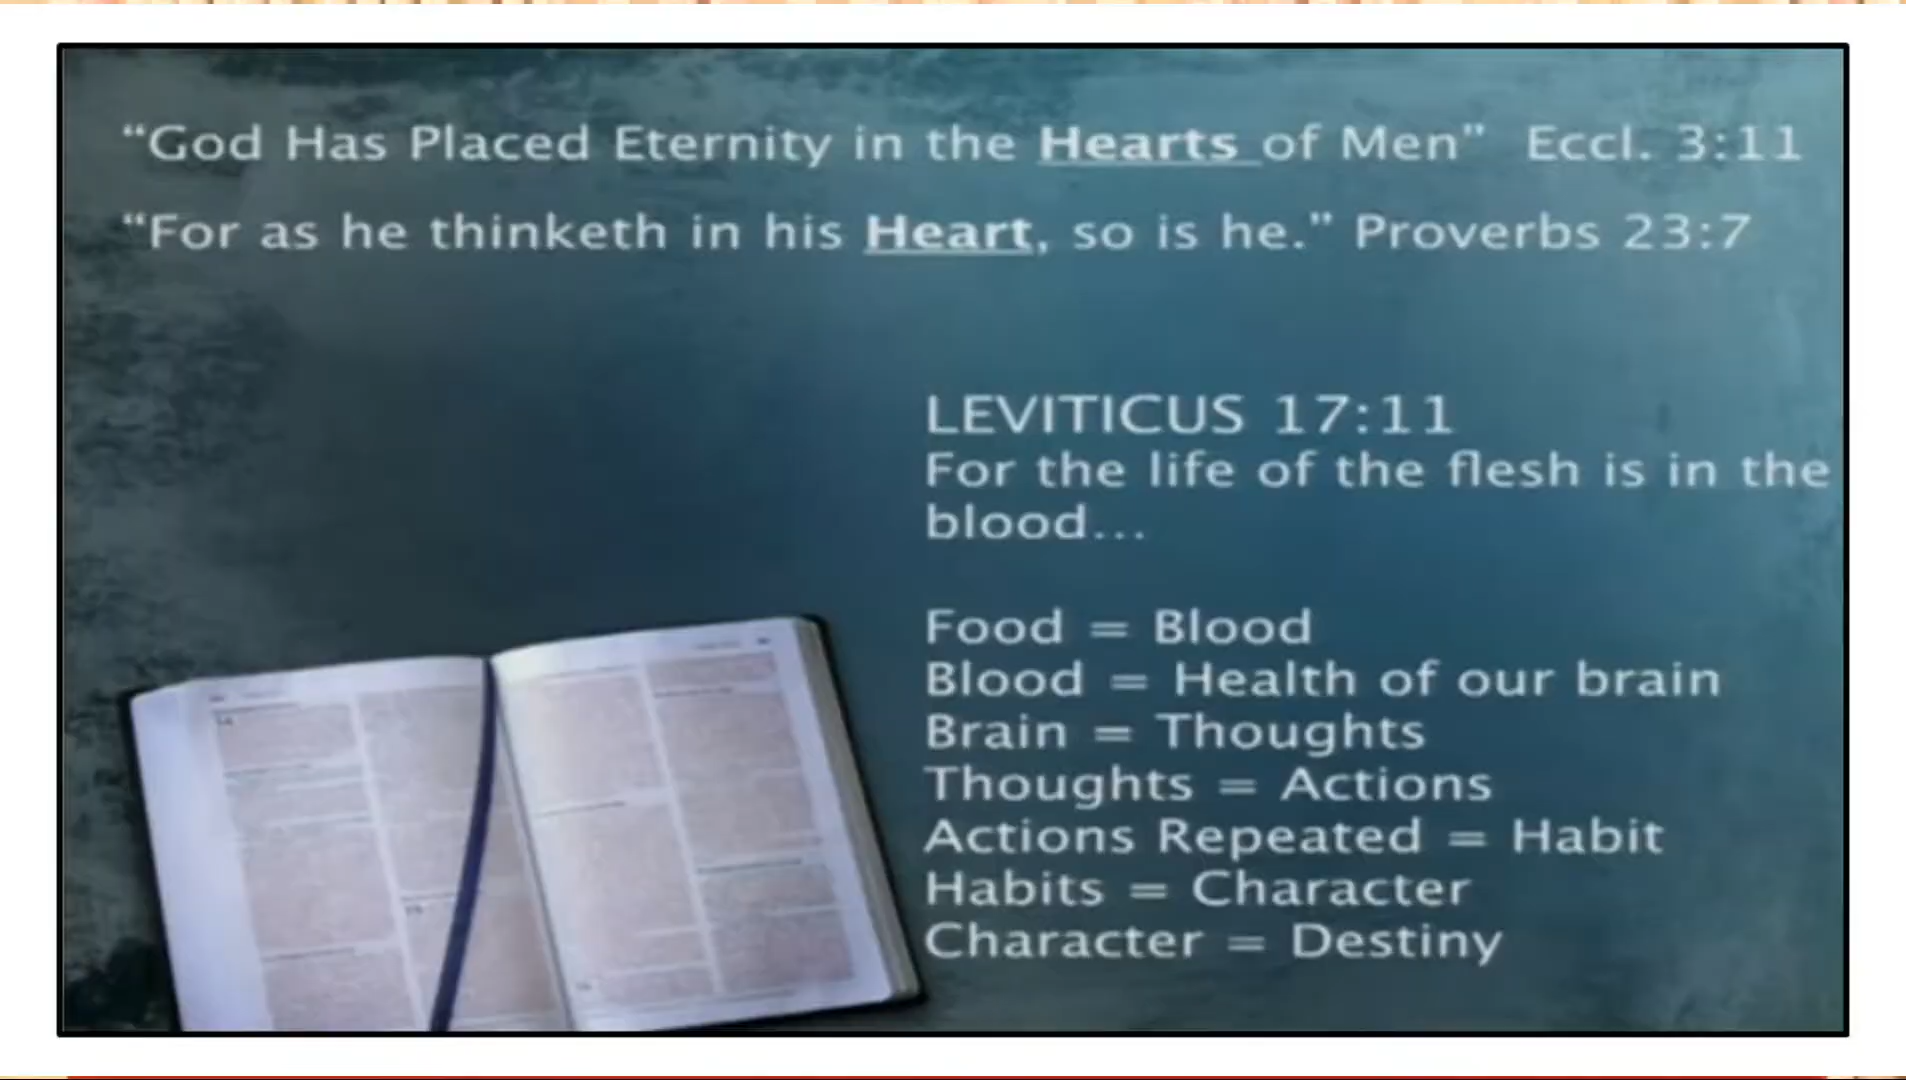 “God Has Placed Eternity in the Hearts of Men” Eccl. 3:11
“For as he thinketh in his Heart, so is he.” Proverbs 23:7
LEVITICUS 17:11
For the life of the flesh is in the
blood...
Food = Blood
Blood = Health of our brain
Brain = Thoughts
Thoughts = Actions
Actions Repeated = Habit
Habits = Character
Character = Destiny